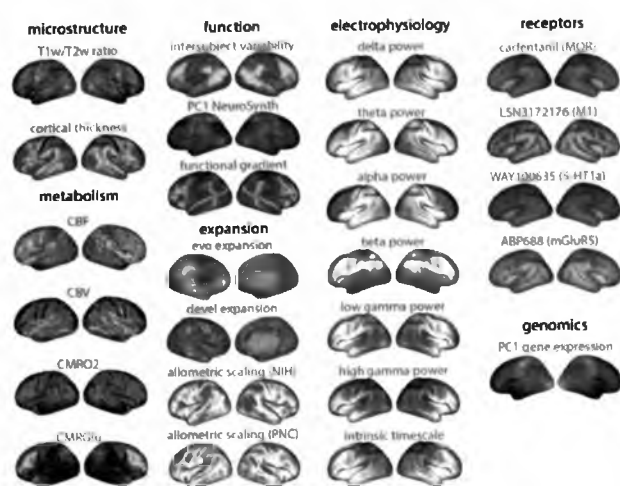 microstructure
T1w/T2w ratio
cortical thickness
metabolism
CBF
CBV
CMRO2
CMRGlu
function
intersubject variability
PC1 NeuroSynth
functional gradient
expansion
evo expansion
devel expansion
allometric scaling (NIH)
allometric scaling (PNC)
electrophysiology
delta power
theta power
alpha power
beta power
low gamma power
high gamma power
intrinsic timescale
receptors
carfentanil (MOR)
LSN3172176 (M1)
WAY100635 (5-HT1a)
ABP688 (mGluR5)
genomics
PC1 gene expression